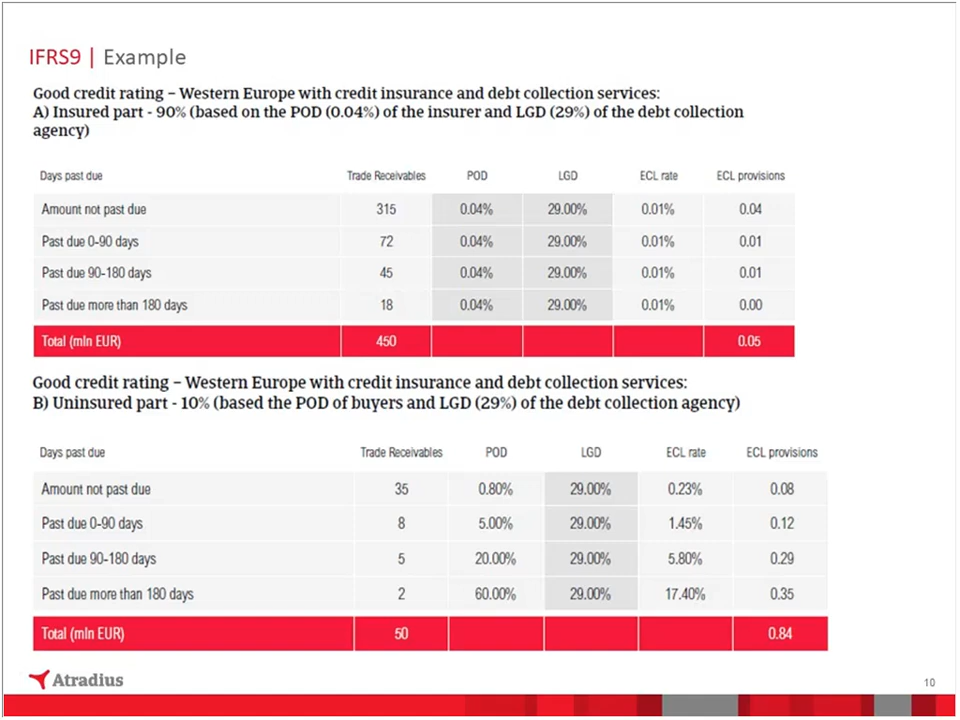 IFRS9 | Example
Good credit rating – Western Europe with credit insurance and debt collection services:
A) Insured part - 90% (based on the POD (0.04%) of the insurer and LGD (29%) of the debt collection
agency)
Days past due Trade Receivables POD LGD ECL rate ECL provisions
Amount not past due 315 0.04% 29.00% 0.01% 0.04
Past due 0-90 days 72 0.04% 29.00% 0.01% 0.01
Past due 90-180 days 45 0.04% 29.00% 0.01% 0.01
Past due more than 180 days 18 0.04% 29.00% 0.01% 0.00
Total (mln EUR) 450 0.05
Good credit rating – Western Europe with credit insurance and debt collection services:
B) Uninsured part - 10% (based the POD of buyers and LGD (29%) of the debt collection agency)
Days past due Trade Receivables POD LGD ECL rate ECL provisions
Amount not past due 35 0.80% 29.00% 0.23% 0.08
Past due 0-90 days 8 5.00% 29.00% 1.45% 0.12
Past due 90-180 days 5 20.00% 29.00% 5.80% 0.29
Past due more than 180 days 2 60.00% 29.00% 17.40% 0.35
Total (mln EUR) 50 0.84
Atradius
10